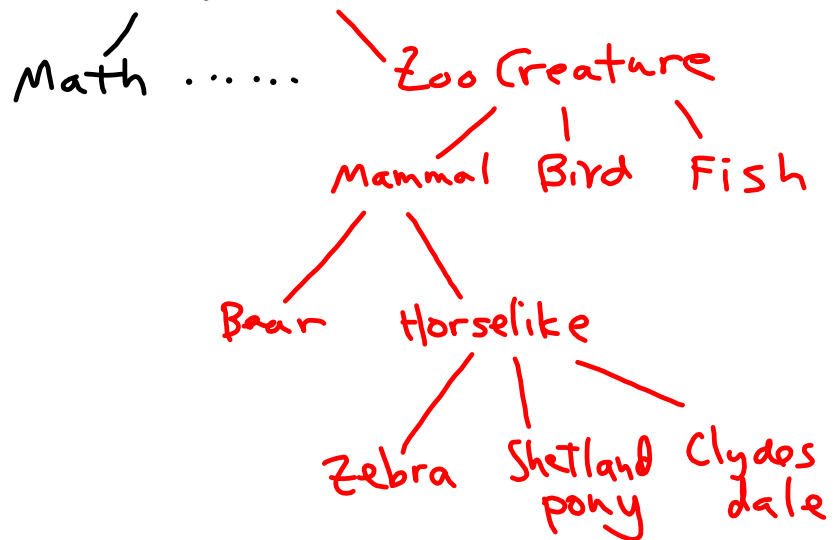 Math ...... Zoo Creature
Mammal Bird Fish
Bear Horselike
Zebra Shetland Clydes
pony dale